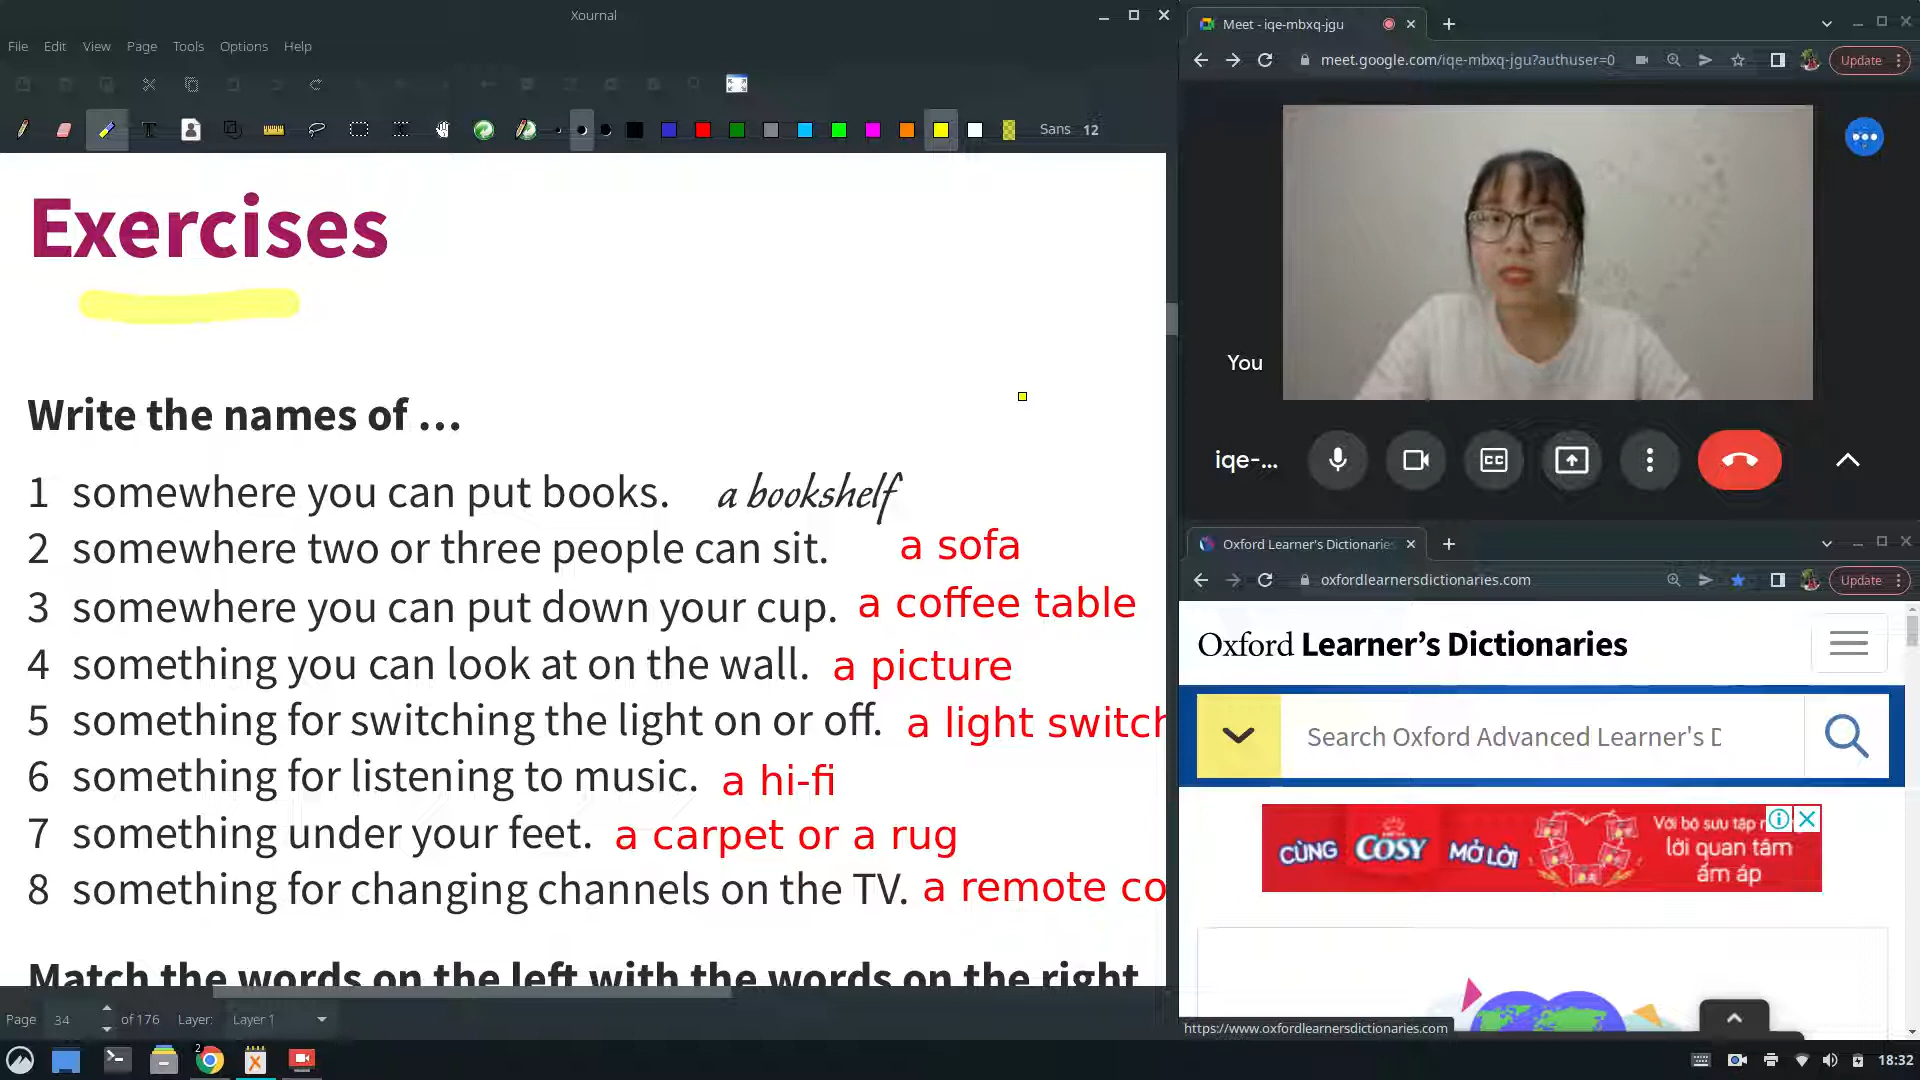 Xournal
File Edit View Page Tools Options Help
Sans 12
Exercises
Write the names of ...
1 somewhere you can put books. a bookshelf
2 somewhere two or three people can sit. a sofa
3 somewhere you can put down your cup. a coffee table
4 something you can look at on the wall. a picture
5 something for switching the light on or off. a light switch
6 something for listening to music. a hi-fi
7 something under your feet. a carpet or a rug
8 something for changing channels on the TV. a remote co
Match the words on the left with the words on the right
Page 34 of 176 Layer: Layer 1
Meet - iqe-mbxq-jgu
meet.google.com/iqe-mbxq-jgu?authuser=0
Update
You
iqe-...
CC
Oxford Learner's Dictionaries
oxfordlearnersdictionaries.com
Update
Oxford Learner's Dictionaries
Search Oxford Advanced Learner's D
CÙNG COSY MỞ LỜI
Với bộ sưu tập
lời quan tâm
ấm áp
https://www.oxfordlearnersdictionaries.com
2
18:32